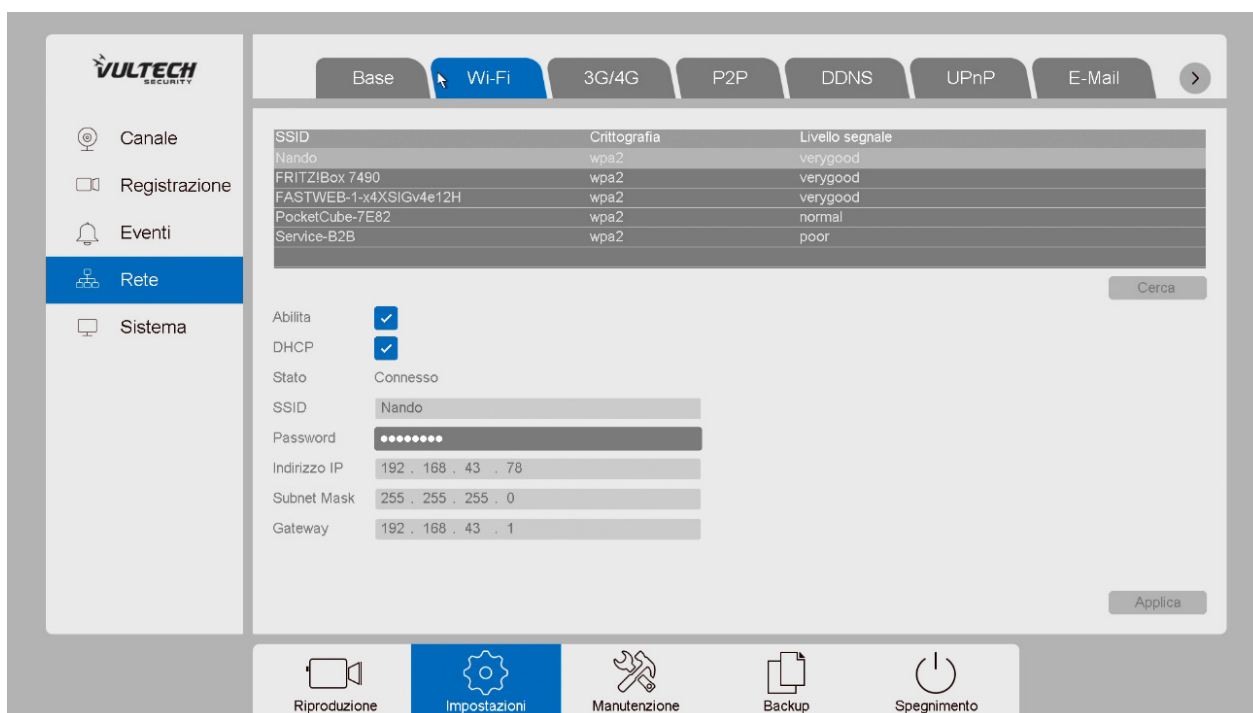 VULTECH
SECURITY
Base Wi-Fi 3G/4G P2P DDNS UPnP E-Mail >
Canale
Registrazione
Eventi
Rete
Sistema
SSID Crittografia Livello segnale
Nando wpa2 verygood
FRITZ!Box 7490 wpa2 verygood
FASTWEB-1-x4XSIGv4e12H wpa2 verygood
PocketCube-7E82 wpa2 normal
Service-B2B wpa2 poor
Cerca
Abilita
DHCP
Stato Connesso
SSID Nando
Password ●●●●●●●●
Indirizzo IP 192 . 168 . 43 . 78
Subnet Mask 255 . 255 . 255 . 0
Gateway 192 . 168 . 43 . 1
Applica
Riproduzione Impostazioni Manutenzione Backup Spegnimento